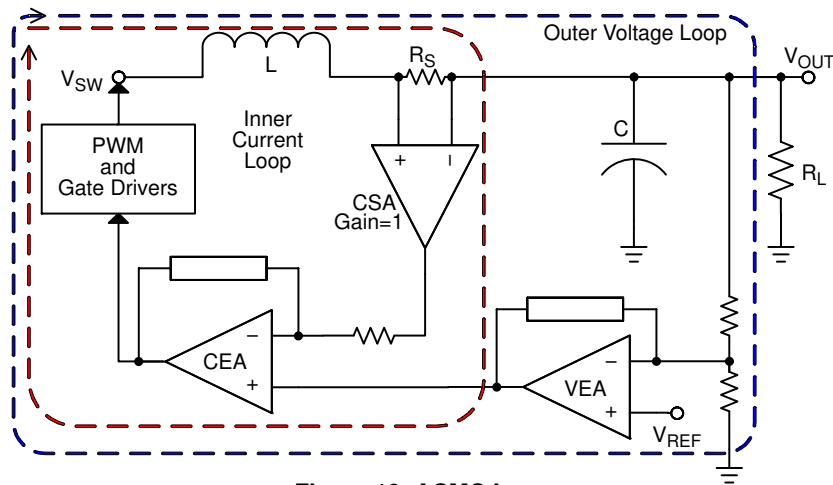 Outer Voltage Loop
V_OUT
R_S
L
V_SW
Inner
Current
Loop
C
PWM
and
Gate Drivers
+ –
R_L
CSA
Gain=1
–
CEA
+
–
VEA
+
V_REF